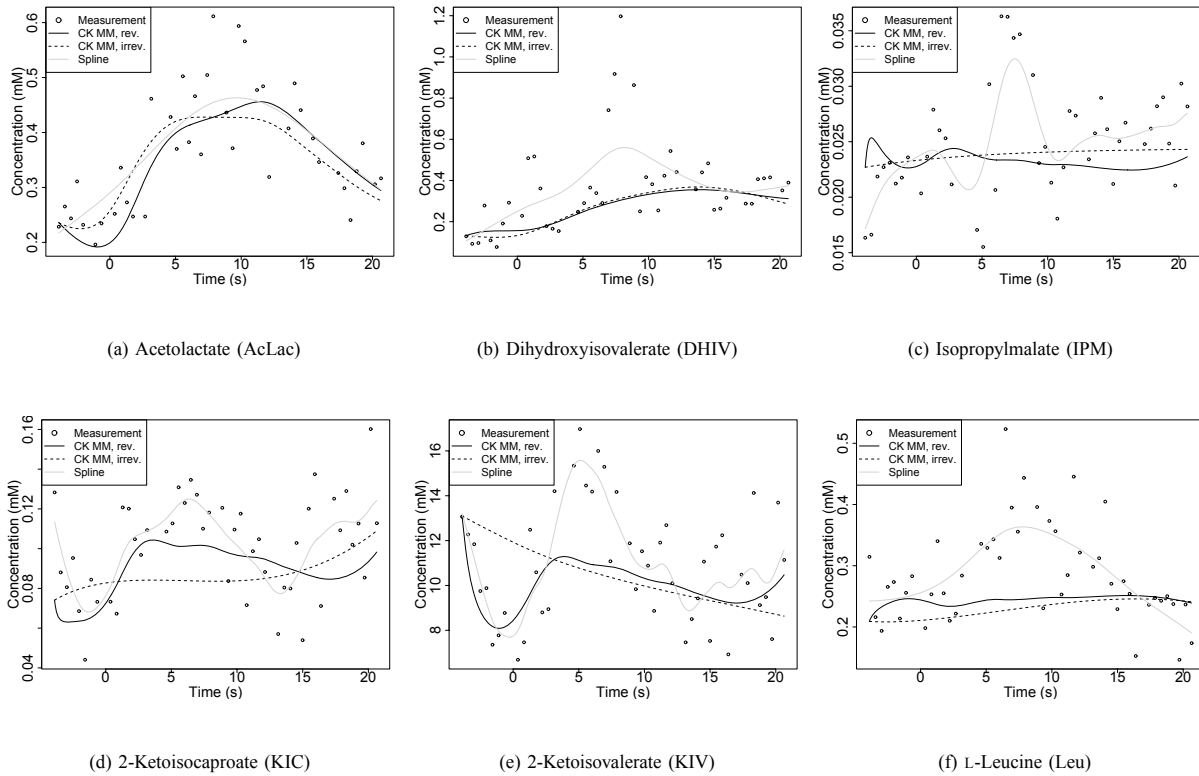 Measurement
CK MM, rev.
CK MM, irrev.
Spline
Concentration (mM)
0.6
0.5
0.4
0.3
0.2
0 5 10 15 20
Time (s)
(a) Acetolactate (AcLac)
Measurement
CK MM, rev.
CK MM, irrev.
Spline
Concentration (mM)
1.2
1.0
0.8
0.6
0.4
0.2
0 5 10 15 20
Time (s)
(b) Dihydroxyisovalerate (DHIV)
Measurement
CK MM, rev.
CK MM, irrev.
Spline
Concentration (mM)
0.035
0.030
0.025
0.020
0.015
0 5 10 15 20
Time (s)
(c) Isopropylmalate (IPM)
Measurement
CK MM, rev.
CK MM, irrev.
Spline
Concentration (mM)
0.16
0.12
0.08
0.04
0 5 10 15 20
Time (s)
(d) 2-Ketoisocaproate (KIC)
Measurement
CK MM, rev.
CK MM, irrev.
Spline
Concentration (mM)
16
14
12
10
8
0 5 10 15 20
Time (s)
(e) 2-Ketoisovalerate (KIV)
Measurement
CK MM, rev.
CK MM, irrev.
Spline
Concentration (mM)
0.5
0.4
0.3
0.2
0 5 10 15 20
Time (s)
(f) L-Leucine (Leu)